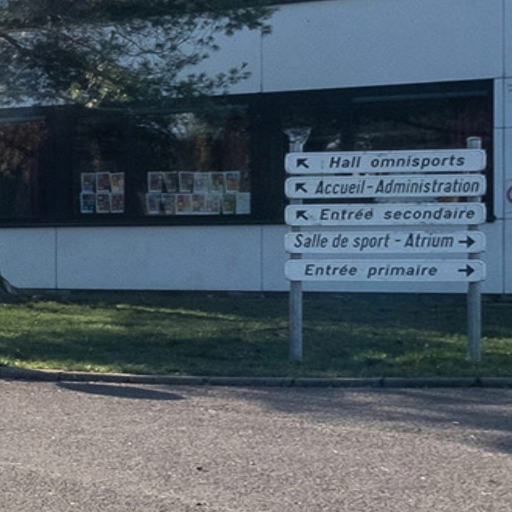 Hall omnisports
Accueil-Administration
Entrée secondaire
Salle de sport - Atrium
Entrée primaire